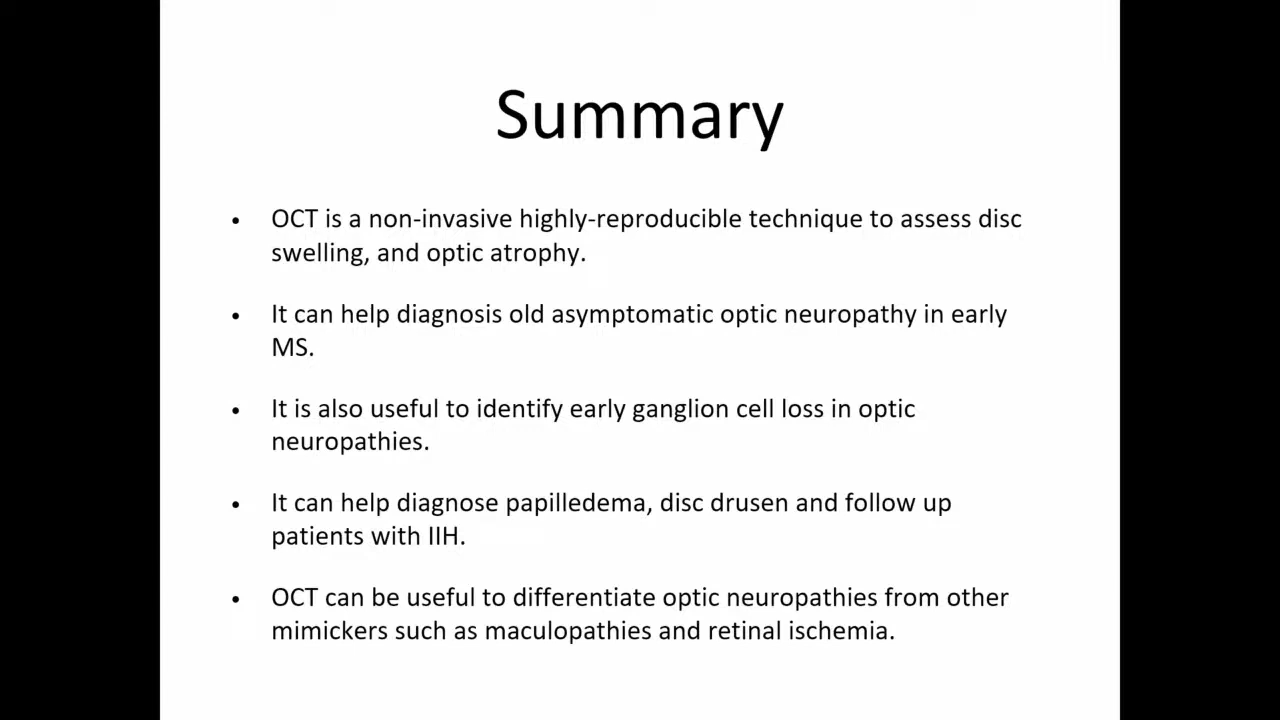 Summary
• OCT is a non-invasive highly-reproducible technique to assess disc
swelling, and optic atrophy.
• It can help diagnosis old asymptomatic optic neuropathy in early
MS.
• It is also useful to identify early ganglion cell loss in optic
neuropathies.
• It can help diagnose papilledema, disc drusen and follow up
patients with IIH.
• OCT can be useful to differentiate optic neuropathies from other
mimickers such as maculopathies and retinal ischemia.